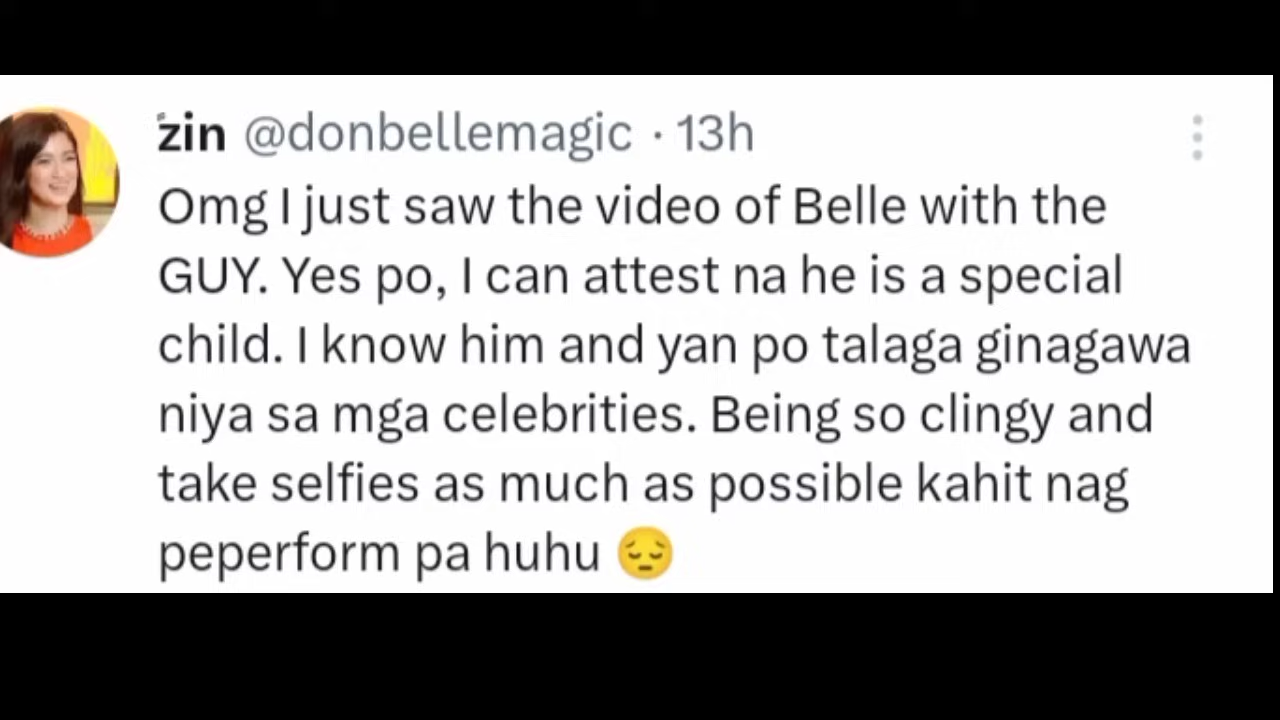 zin @donbellemagic · 13h
Omg I just saw the video of Belle with the
GUY. Yes po, I can attest na he is a special
child. I know him and yan po talaga ginagawa
niya sa mga celebrities. Being so clingy and
take selfies as much as possible kahit nag
peperform pa huhu 😔